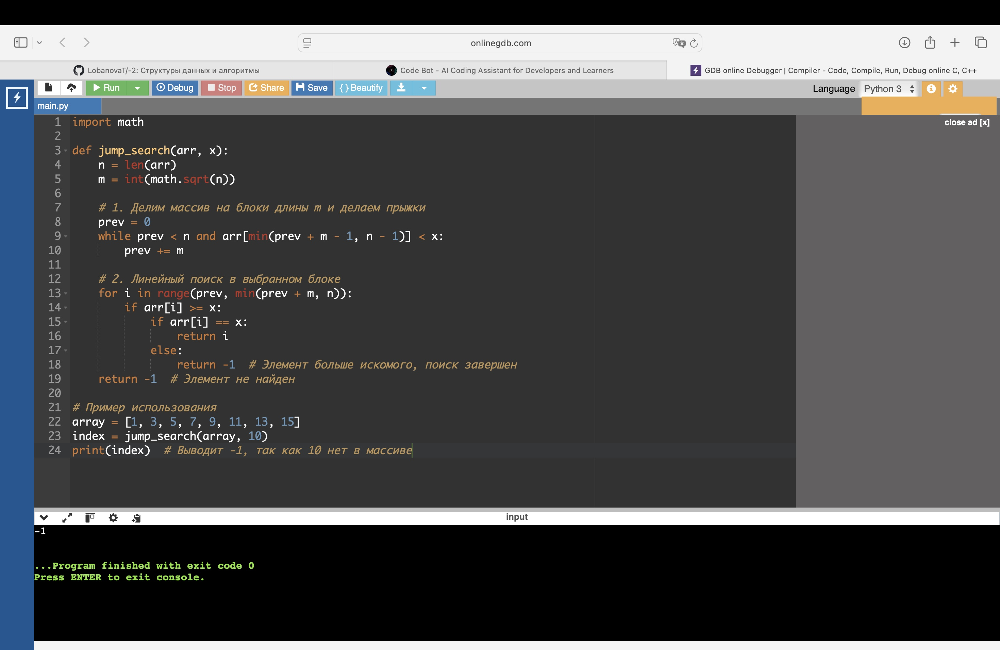 onlinegdb.com
LobanovaT/-2: Структуры данных и алгоритмы
Code Bot - AI Coding Assistant for Developers and Learners
GDB online Debugger | Compiler - Code, Compile, Run, Debug online C, C++
Run Debug Stop Share Save { } Beautify Language Python 3
main.py
close ad [x]
1 import math
2
3 def jump_search(arr, x):
4     n = len(arr)
5     m = int(math.sqrt(n))
6
7     # 1. Делим массив на блоки длины m и делаем прыжки
8     prev = 0
9     while prev < n and arr[min(prev + m - 1, n - 1)] < x:
10         prev += m
11
12     # 2. Линейный поиск в выбранном блоке
13     for i in range(prev, min(prev + m, n)):
14         if arr[i] >= x:
15             if arr[i] == x:
16                 return i
17             else:
18                 return -1  # Элемент больше искомого, поиск завершен
19     return -1  # Элемент не найден
20
21 # Пример использования
22 array = [1, 3, 5, 7, 9, 11, 13, 15]
23 index = jump_search(array, 10)
24 print(index)  # Выводит -1, так как 10 нет в массиве
input
-1
...Program finished with exit code 0
Press ENTER to exit console.